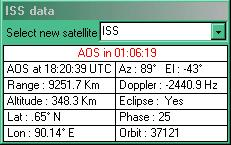 ISS data
Select new satellite ISS
AOS in 01:06:19
AOS at 18:20:39 UTC Az : 89° El : -43°
Range : 9251.7 Km Doppler : -2440.9 Hz
Altitude : 348.3 Km Eclipse : Yes
Lat : .65° N Phase : 25
Lon : 90.14° E Orbit : 37121